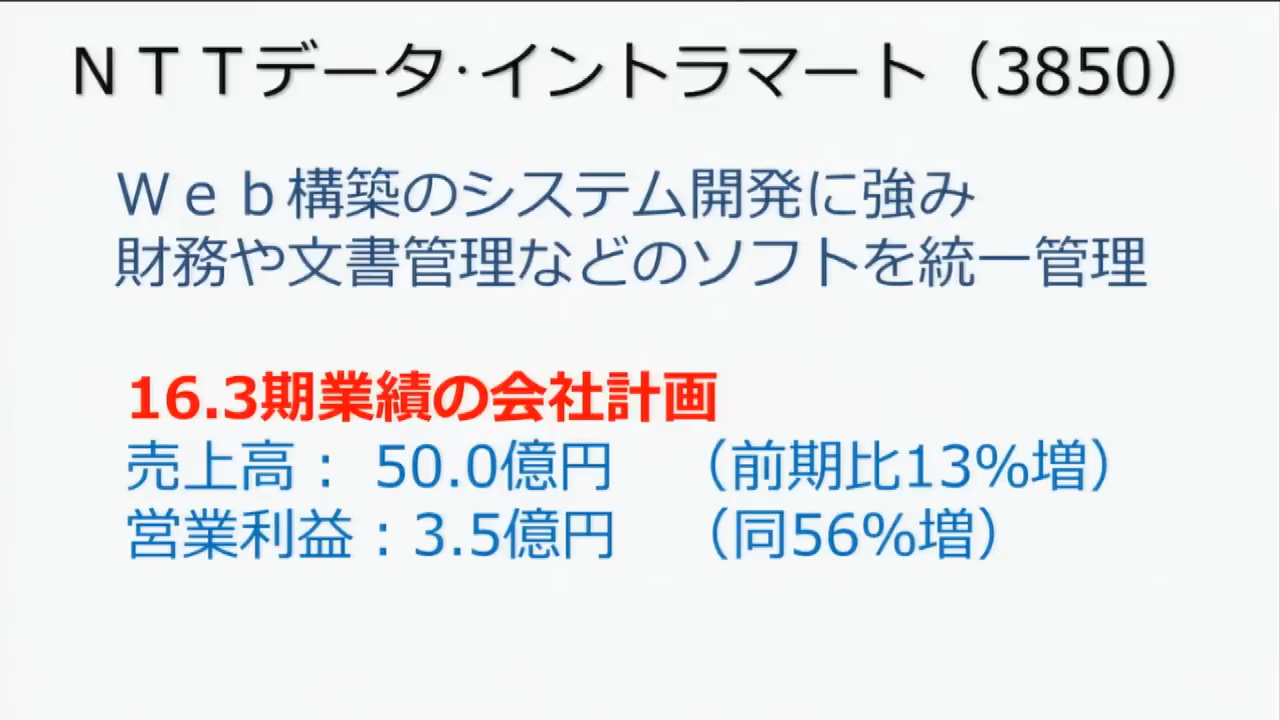 ＮＴＴデータ･イントラマート（3850）
Ｗｅｂ構築のシステム開発に強み
財務や文書管理などのソフトを統一管理
16.3期業績の会社計画
売上高： 50.0億円　（前期比13%増）
営業利益：3.5億円　（同56%増）